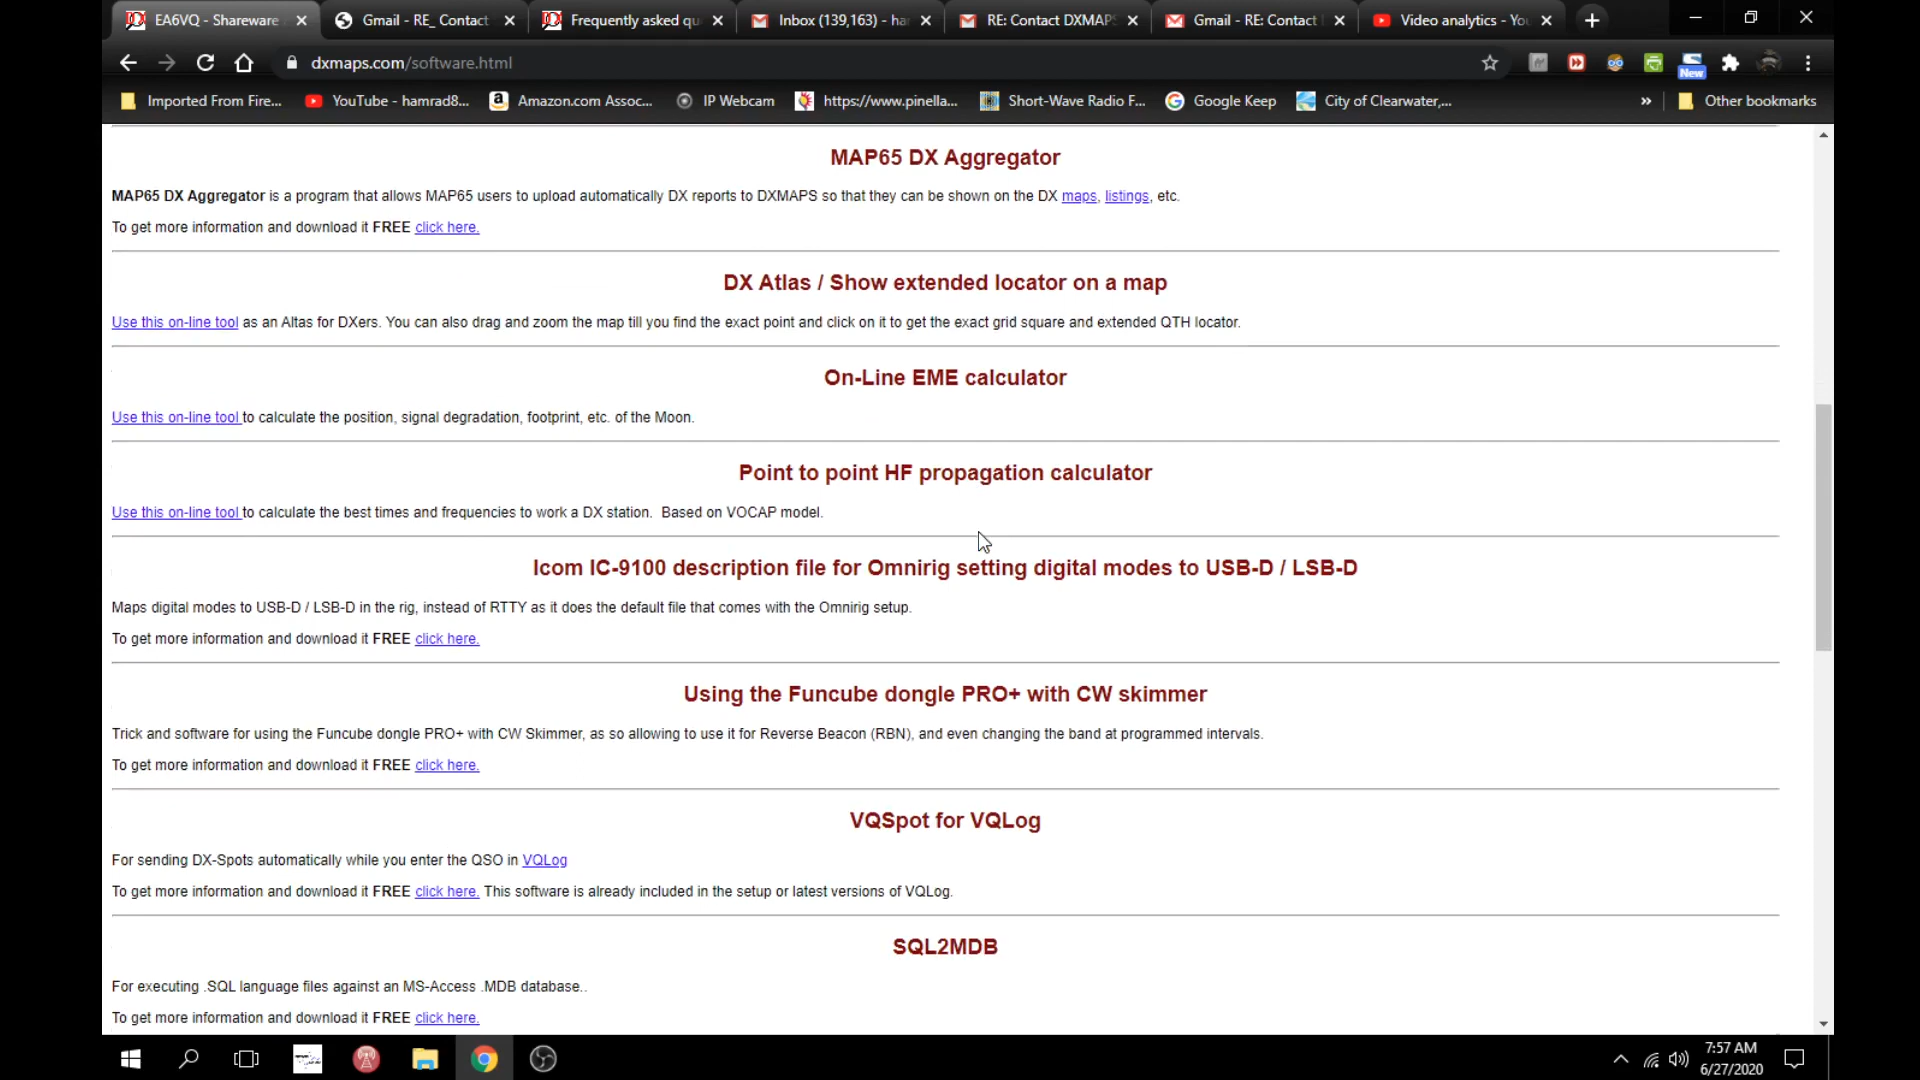 EA6VQ - Shareware
Gmail - RE_ Contact
Frequently asked qu
Inbox (139,163) - ha
RE: Contact DXMAPS
Gmail - RE: Contact
Video analytics - You
dxmaps.com/software.html
New
Imported From Fire...
YouTube - hamrad8...
Amazon.com Assoc...
IP Webcam
https://www.pinella...
Short-Wave Radio F...
Google Keep
City of Clearwater,...
»
Other bookmarks
MAP65 DX Aggregator
MAP65 DX Aggregator is a program that allows MAP65 users to upload automatically DX reports to DXMAPS so that they can be shown on the DX maps, listings, etc.
To get more information and download it FREE click here.
DX Atlas / Show extended locator on a map
Use this on-line tool as an Altas for DXers. You can also drag and zoom the map till you find the exact point and click on it to get the exact grid square and extended QTH locator.
On-Line EME calculator
Use this on-line tool to calculate the position, signal degradation, footprint, etc. of the Moon.
Point to point HF propagation calculator
Use this on-line tool to calculate the best times and frequencies to work a DX station. Based on VOCAP model.
Icom IC-9100 description file for Omnirig setting digital modes to USB-D / LSB-D
Maps digital modes to USB-D / LSB-D in the rig, instead of RTTY as it does the default file that comes with the Omnirig setup.
To get more information and download it FREE click here.
Using the Funcube dongle PRO+ with CW skimmer
Trick and software for using the Funcube dongle PRO+ with CW Skimmer, as so allowing to use it for Reverse Beacon (RBN), and even changing the band at programmed intervals.
To get more information and download it FREE click here.
VQSpot for VQLog
For sending DX-Spots automatically while you enter the QSO in VQLog
To get more information and download it FREE click here. This software is already included in the setup or latest versions of VQLog.
SQL2MDB
For executing .SQL language files against an MS-Access .MDB database..
To get more information and download it FREE click here.
7:57 AM
6/27/2020